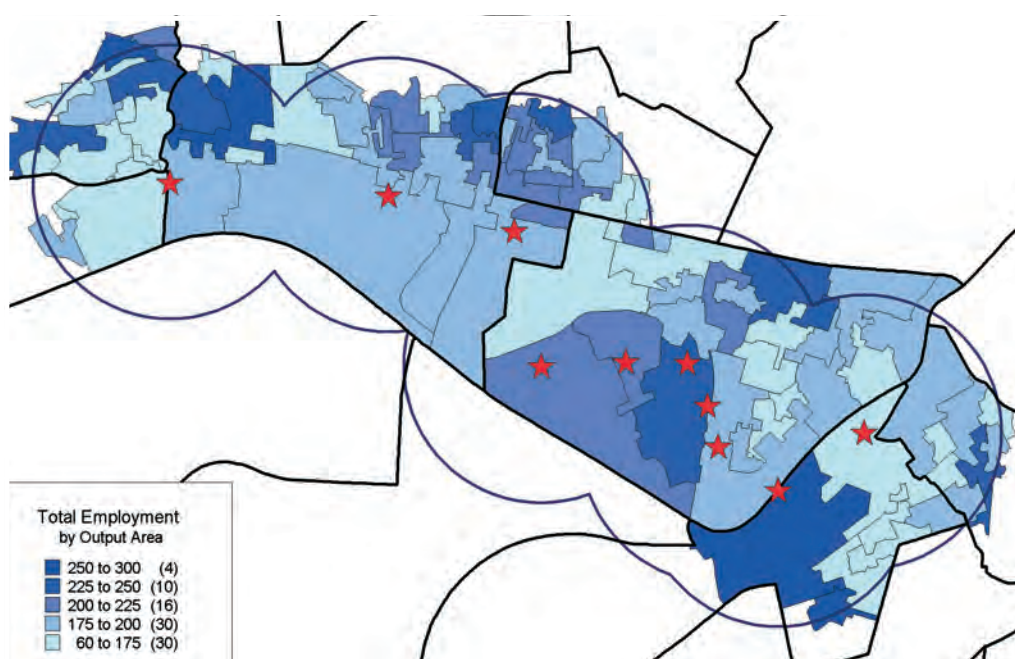 Total Employment
by Output Area
250 to 300 (4)
225 to 250 (10)
200 to 225 (16)
175 to 200 (30)
60 to 175 (30)